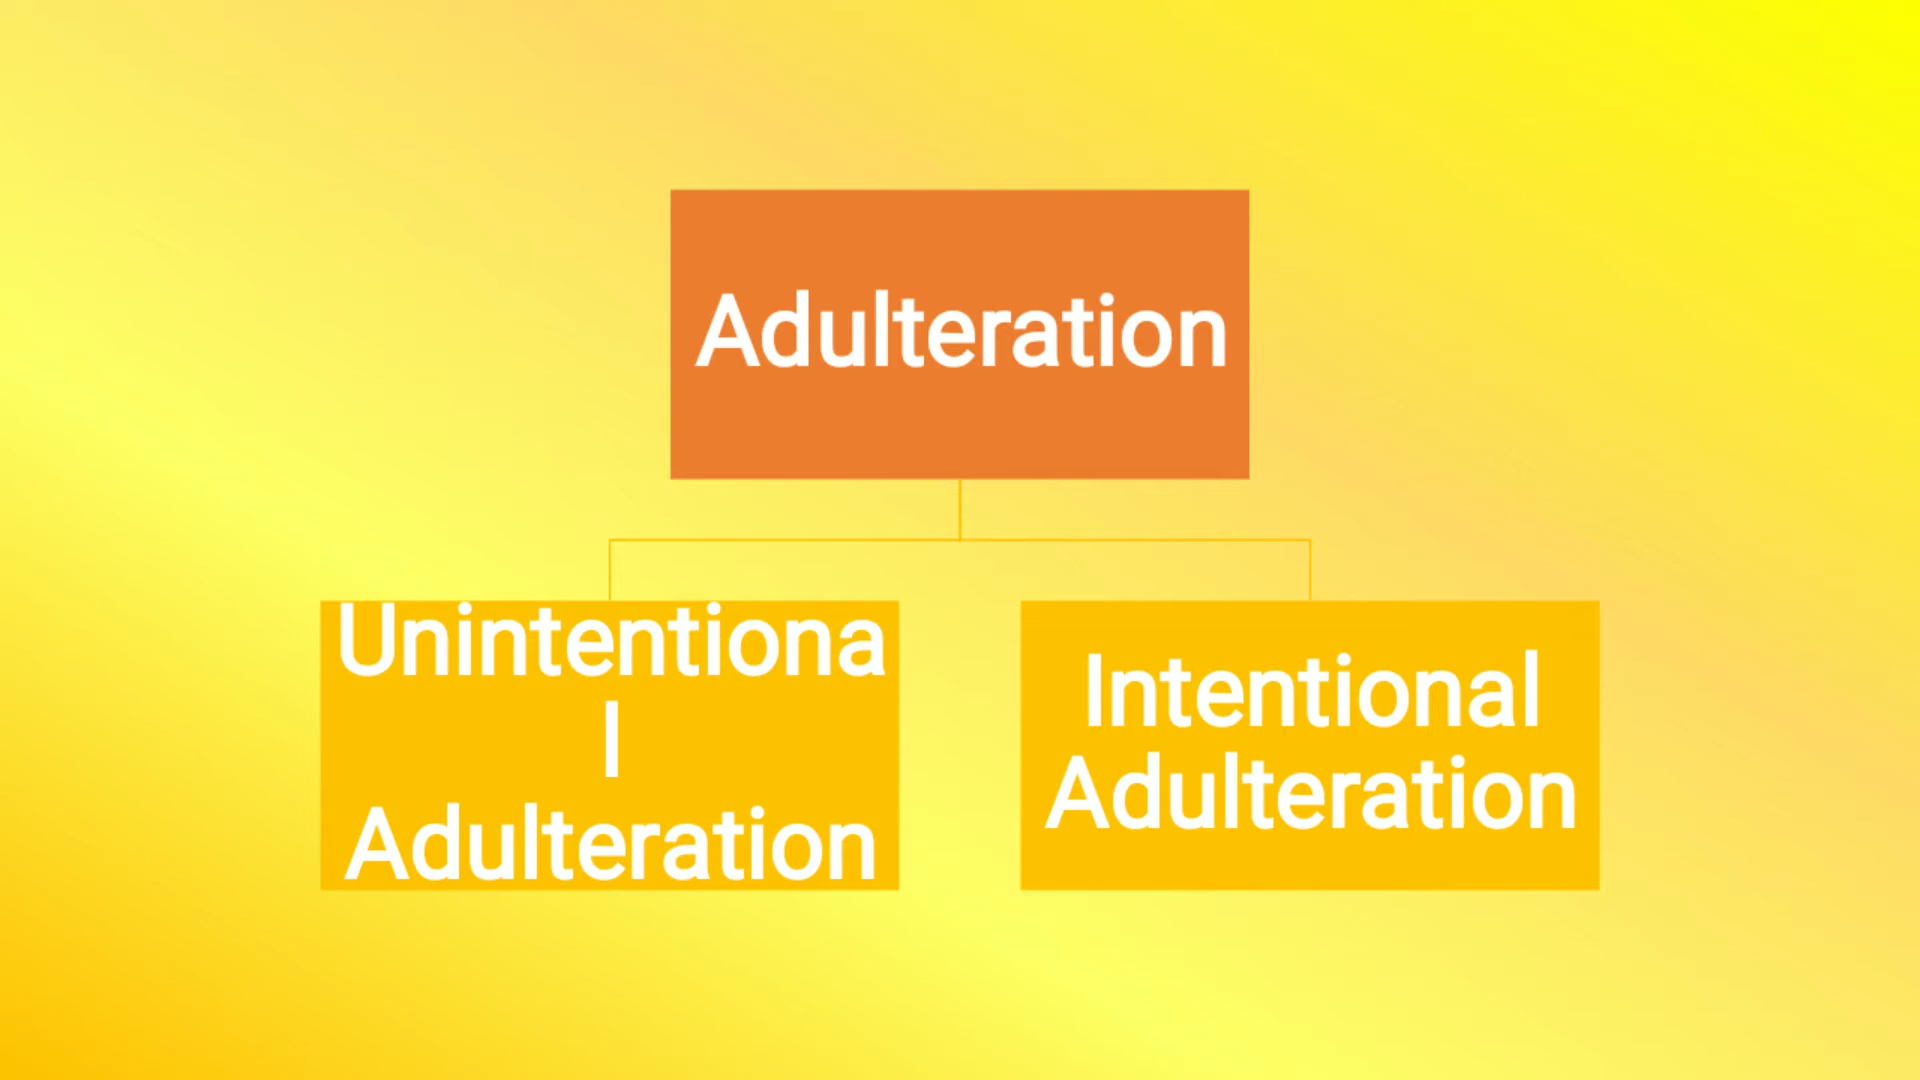 Adulteration
Unintentiona
l
Adulteration
Intentional
Adulteration